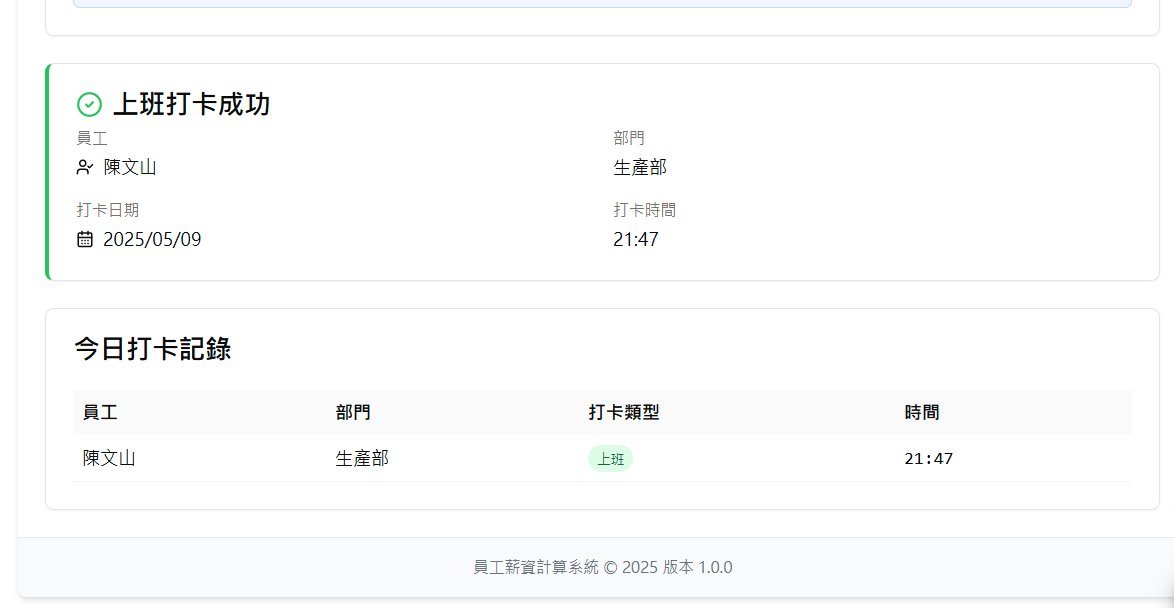 上班打卡成功
員工 部門
陳文山 生產部
打卡日期 打卡時間
2025/05/09 21:47
今日打卡記錄
員工 部門 打卡類型 時間
陳文山 生產部 上班 21:47
員工薪資計算系統 © 2025 版本 1.0.0